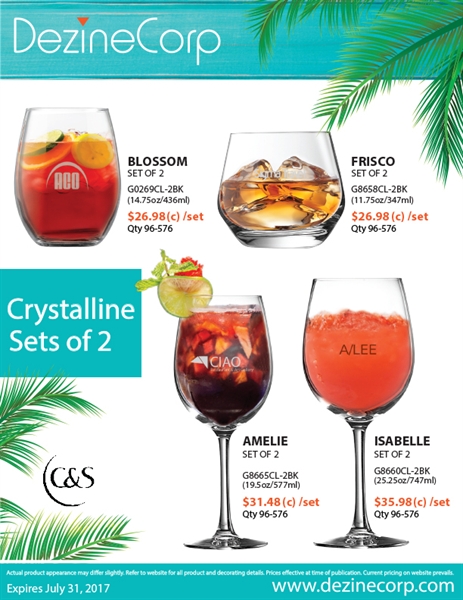 DezineCorp
BLOSSOM
SET OF 2
G0269CL-2BK
(14.75oz/436ml)
$26.98(c) /set
Qty 96-576
ACO
FRISCO
SET OF 2
G8658CL-2BK
(11.75oz/347ml)
$26.98(c) /set
Qty 96-576
Crystalline
Sets of 2
CIAO
A/LEE
AMELIE
SET OF 2
G8665CL-2BK
(19.5oz/577ml)
$31.48(c) /set
Qty 96-576
ISABELLE
SET OF 2
G8660CL-2BK
(25.25oz/747ml)
$35.98(c) /set
Qty 96-576
C&S
Actual product appearance may differ slightly. Refer to website for all product and decorating details. Prices effective at time of publication. Current pricing on website prevails.
Expires July 31, 2017
www.dezinecorp.com